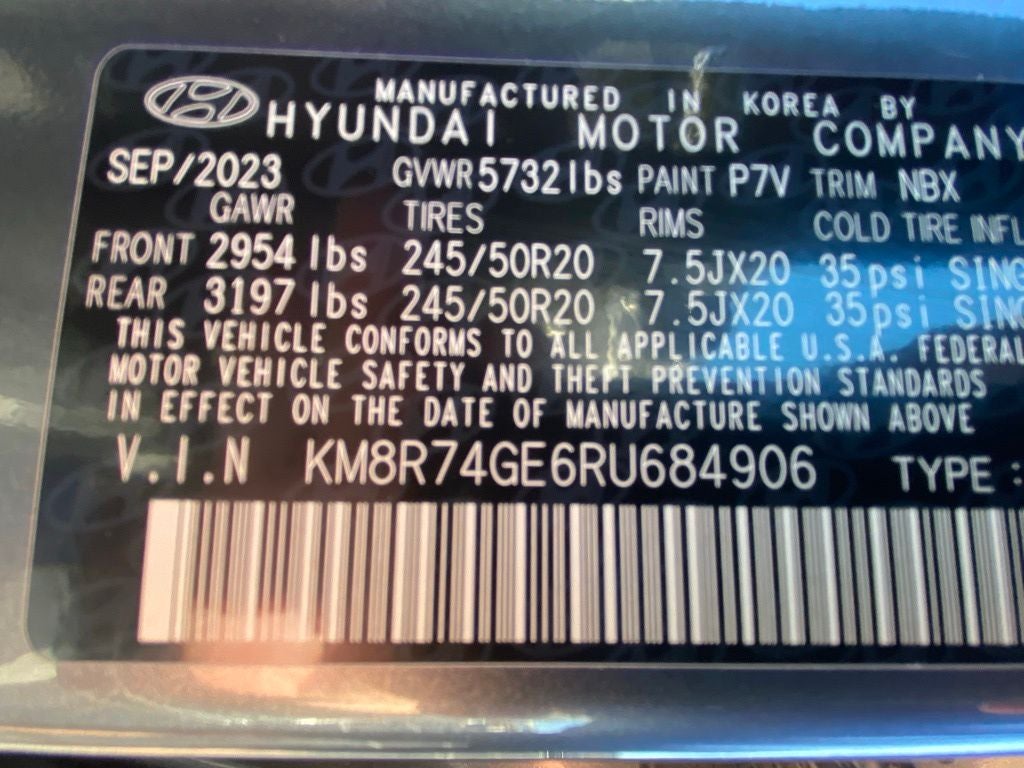 MANUFACTURED IN KOREA BY
HYUNDAI MOTOR COMPANY
SEP/2023 GVWR 5732 lbs PAINT P7V TRIM NBX
GAWR TIRES RIMS COLD TIRE INFL
FRONT 2954 lbs 245/50R20 7.5JX20 35psi SING
REAR 3197 lbs 245/50R20 7.5JX20 35psi SING
THIS VEHICLE CONFORMS TO ALL APPLICABLE U.S.A. FEDERAL
MOTOR VEHICLE SAFETY AND THEFT PREVENTION STANDARDS
IN EFFECT ON THE DATE OF MANUFACTURE SHOWN ABOVE
V.I.N KM8R74GE6RU684906 TYPE :